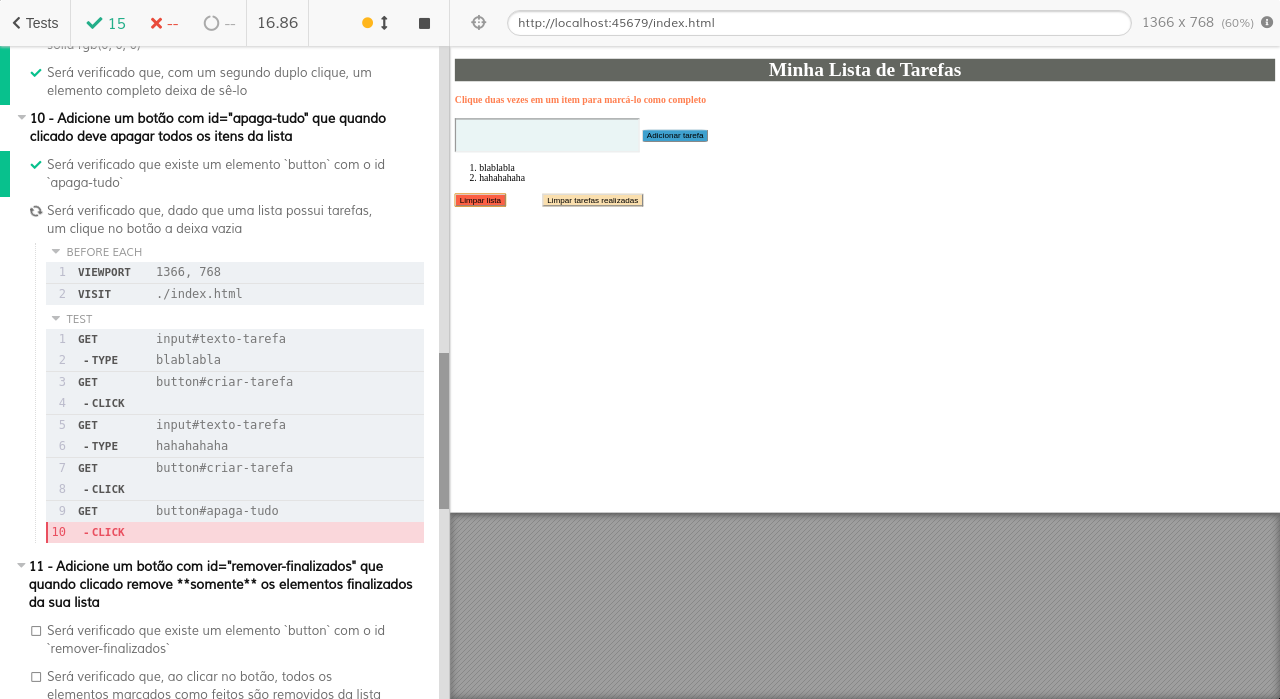 Tests
15
--
--
16.86
http://localhost:45679/index.html
1366 x 768 (60%)
solid rgb(0, 0, 0)
Será verificado que, com um segundo duplo clique, um
elemento completo deixa de sê-lo
10 - Adicione um botão com id="apaga-tudo" que quando
clicado deve apagar todos os itens da lista
Será verificado que existe um elemento `button` com o id
`apaga-tudo`
Será verificado que, dado que uma lista possui tarefas,
um clique no botão a deixa vazia
BEFORE EACH
1 VIEWPORT 1366, 768
2 VISIT ./index.html
TEST
1 GET input#texto-tarefa
2 - TYPE blablabla
3 GET button#criar-tarefa
4 - CLICK
5 GET input#texto-tarefa
6 - TYPE hahahahaha
7 GET button#criar-tarefa
8 - CLICK
9 GET button#apaga-tudo
10 - CLICK
11 - Adicione um botão com id="remover-finalizados" que
quando clicado remove **somente** os elementos finalizados
da sua lista
Será verificado que existe um elemento `button` com o id
`remover-finalizados`
Será verificado que, ao clicar no botão, todos os
elementos marcados como feitos são removidos da lista
Minha Lista de Tarefas
Clique duas vezes em um item para marcá-lo como completo
Adicionar tarefa
1. blablabla
2. hahahahaha
Limpar lista
Limpar tarefas realizadas